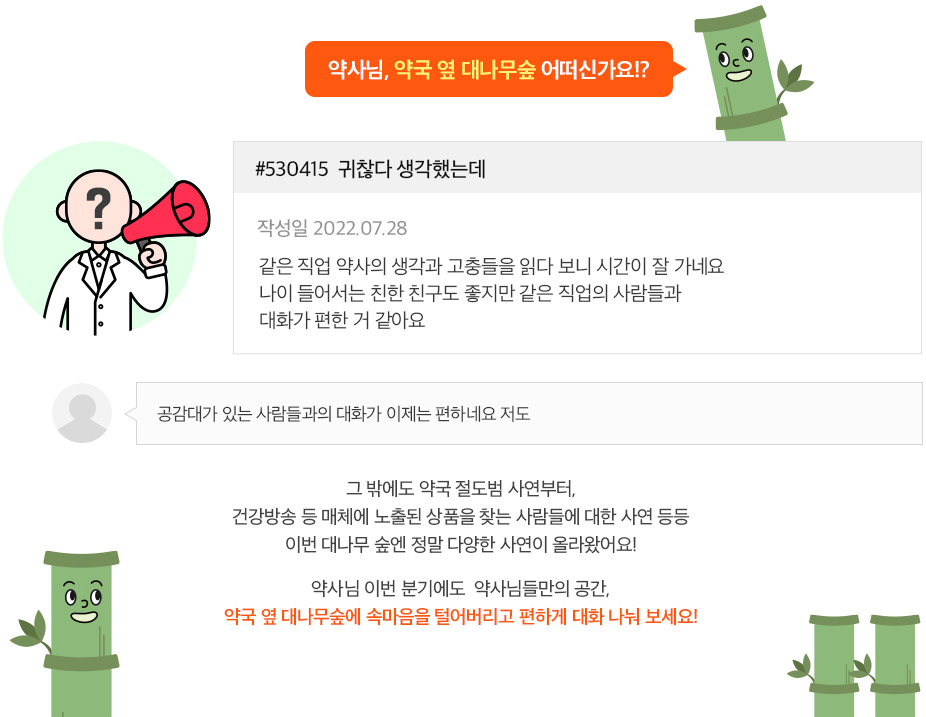 약사님, 약국 옆 대나무숲 어떠신가요!?
?
#530415 귀찮다 생각했는데
작성일 2022.07.28
같은 직업 약사의 생각과 고충들을 읽다 보니 시간이 잘 가네요
나이 들어서는 친한 친구도 좋지만 같은 직업의 사람들과
대화가 편한 거 같아요
공감대가 있는 사람들과의 대화가 이제는 편하네요 저도
그 밖에도 약국 절도범 사연부터,
건강방송 등 매체에 노출된 상품을 찾는 사람들에 대한 사연 등등
이번 대나무 숲엔 정말 다양한 사연이 올라왔어요!
약사님 이번 분기에도 약사님들만의 공간,
약국 옆 대나무숲에 속마음을 털어버리고 편하게 대화 나눠 보세요!